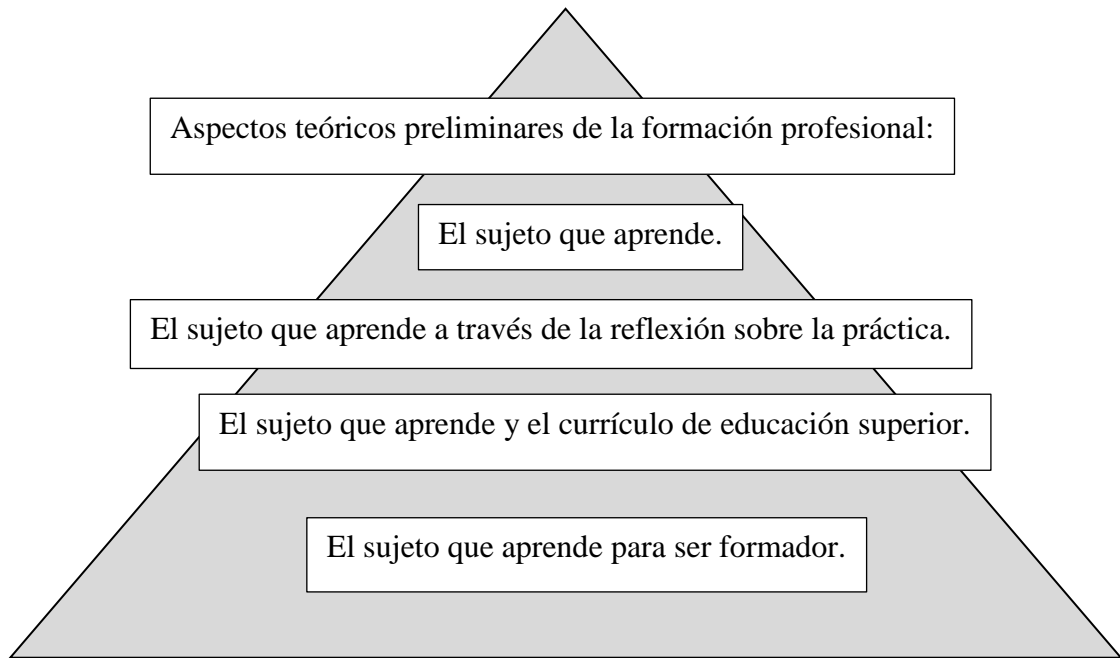 Aspectos teóricos preliminares de la formación profesional:
El sujeto que aprende.
El sujeto que aprende a través de la reflexión sobre la práctica.
El sujeto que aprende y el currículo de educación superior.
El sujeto que aprende para ser formador.